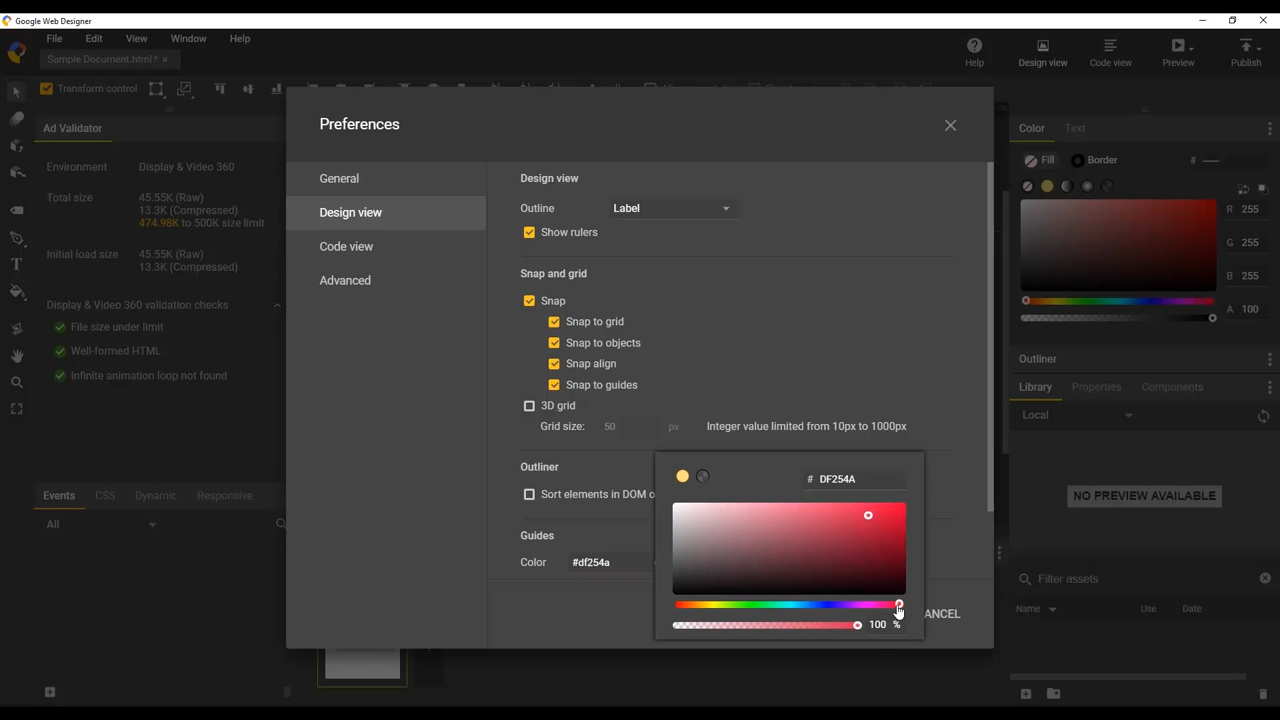 Google Web Designer
File Edit View Window Help
Sample Document.html * ×
Help Design view Code view Preview Publish
Transform control
Ad Validator
Environment Display & Video 360
Total size 45.55K (Raw)
13.3K (Compressed)
474.98K to 500K size limit
Initial load size 45.55K (Raw)
13.3K (Compressed)
Display & Video 360 validation checks
File size under limit
Well-formed HTML
Infinite animation loop not found
Events CSS Dynamic Responsive
All
Preferences
General
Design view
Code view
Advanced
Design view
Outline Label
Show rulers
Snap and grid
Snap
Snap to grid
Snap to objects
Snap align
Snap to guides
3D grid
Grid size: 50 px Integer value limited from 10px to 1000px
Outliner
Sort elements in DOM o
Guides
Color #df254a
# DF254A
100 %
ANCEL
Color Text
Fill Border #
R 255
G 255
B 255
A 100
Outliner
Library Properties Components
Local
NO PREVIEW AVAILABLE
Filter assets
Name Use Date